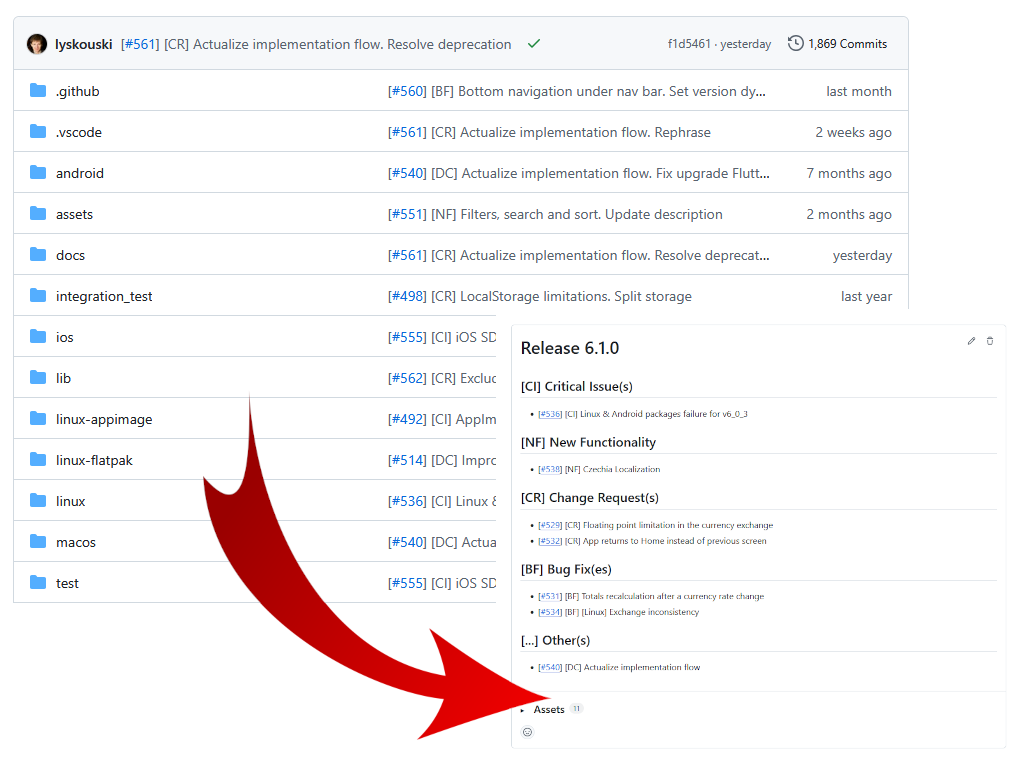 lyskouski [#561] [CR] Actualize implementation flow. Resolve deprecation f1d5461 · yesterday 1,869 Commits
.github [#560] [BF] Bottom navigation under nav bar. Set version dy... last month
.vscode [#561] [CR] Actualize implementation flow. Rephrase 2 weeks ago
android [#540] [DC] Actualize implementation flow. Fix upgrade Flutt... 7 months ago
assets [#551] [NF] Filters, search and sort. Update description 2 months ago
docs [#561] [CR] Actualize implementation flow. Resolve deprecat... yesterday
integration_test [#498] [CR] LocalStorage limitations. Split storage last year
ios [#555] [CI] iOS SD
lib [#562] [CR] Exclud
linux-appimage [#492] [CI] AppIm
linux-flatpak [#514] [DC] Impro
linux [#536] [CI] Linux &
macos [#540] [DC] Actua
test [#555] [CI] iOS SD
Release 6.1.0
[CI] Critical Issue(s)
• [#536] [CI] Linux & Android packages failure for v6_0_3
[NF] New Functionality
• [#538] [NF] Czechia Localization
[CR] Change Request(s)
• [#529] [CR] Floating point limitation in the currency exchange
• [#532] [CR] App returns to Home instead of previous screen
[BF] Bug Fix(es)
• [#531] [BF] Totals recalculation after a currency rate change
• [#534] [BF] [Linux] Exchange inconsistency
[...] Other(s)
• [#540] [DC] Actualize implementation flow
Assets 11